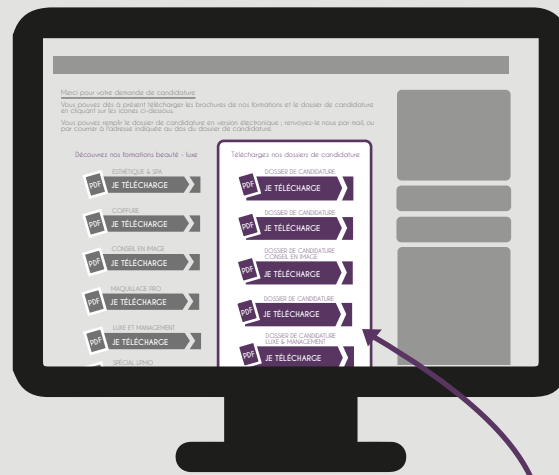 Merci pour votre demande de candidature
Vous pouvez dès à présent télécharger les brochures de nos formations et le dossier de candidature
en cliquant sur les icones ci-dessous.
Vous pouvez remplir le dossier de candidature en version électronique ; renvoyez-le nous par mail, ou
par courrier à l'adresse indiquée au dos du dossier de candidature.
Découvrez nos formations beauté - luxe
ESTHÉTIQUE & SPA
PDF JE TÉLÉCHARGE
COIFFURE
PDF JE TÉLÉCHARGE
CONSEIL EN IMAGE
PDF JE TÉLÉCHARGE
MAQUILLAGE PRO
PDF JE TÉLÉCHARGE
LUXE ET MANAGEMENT
PDF JE TÉLÉCHARGE
SPÉCIAL LPMO
Téléchargez nos dossiers de candidature
DOSSIER DE CANDIDATURE
PDF JE TÉLÉCHARGE
DOSSIER DE CANDIDATURE
PDF JE TÉLÉCHARGE
DOSSIER DE CANDIDATURE
CONSEIL EN IMAGE
PDF JE TÉLÉCHARGE
DOSSIER DE CANDIDATURE
PDF JE TÉLÉCHARGE
DOSSIER DE CANDIDATURE
LUXE & MANAGEMENT
PDF JE TÉLÉCHARGE